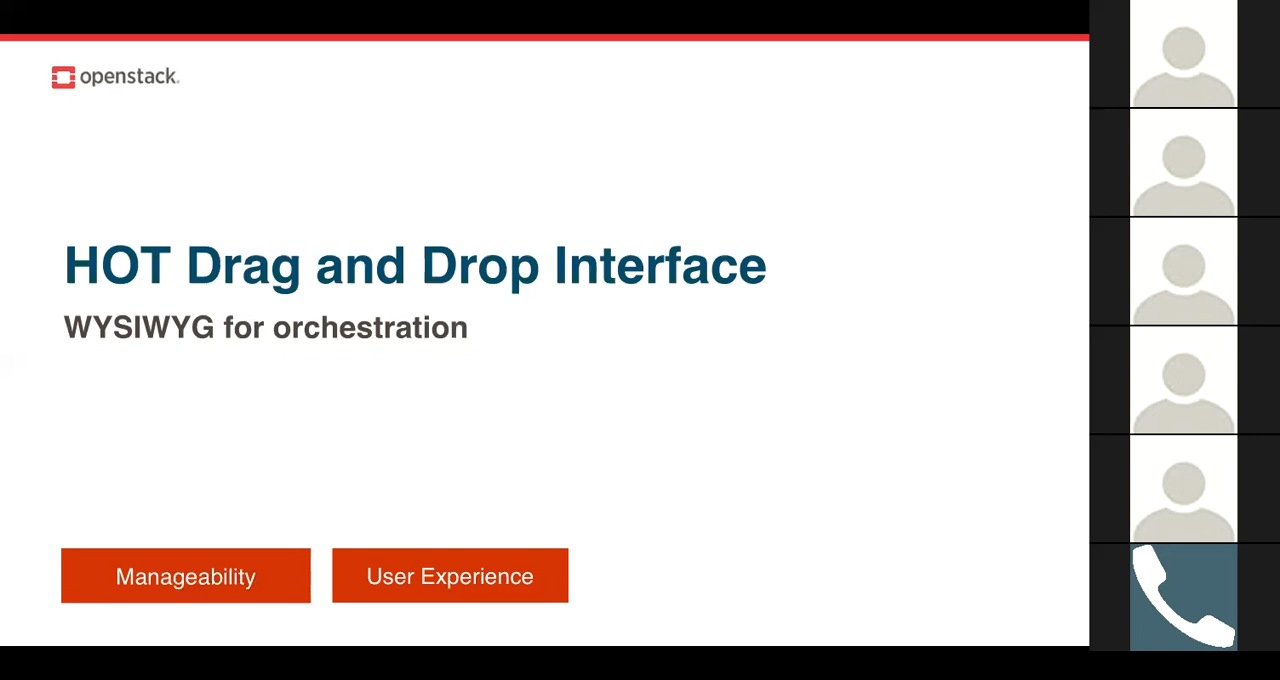 openstack.
HOT Drag and Drop Interface
WYSIWYG for orchestration
Manageability
User Experience